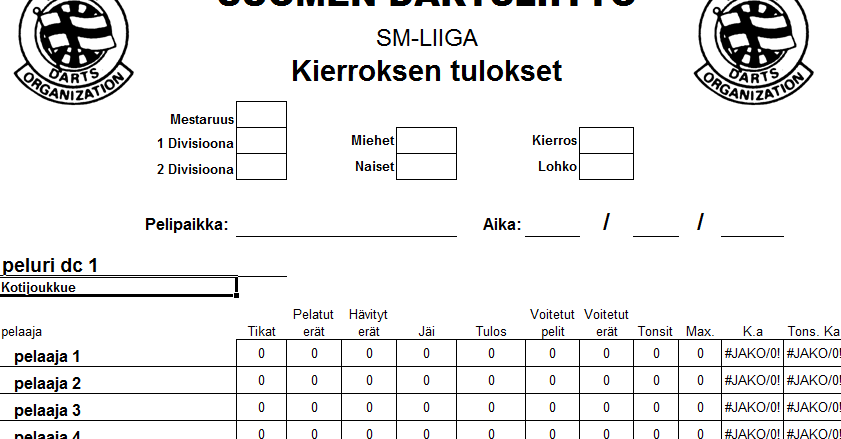 SUOMEN DARTSLIITTO
SM-LIIGA
Kierroksen tulokset
DARTS ORGANIZATION
DARTS ORGANIZATION
Mestaruus
1 Divisioona
2 Divisioona
Miehet
Naiset
Kierros
Lohko
Pelipaikka: Aika: / /
peluri dc 1
Kotijoukkue
pelaaja Tikat Pelatut erät Hävityt erät Jäi Tulos Voitetut pelit Voitetut erät Tonsit Max. K.a Tons. Ka
pelaaja 1 0 0 0 0 0 0 0 0 0 #JAKO/0! #JAKO/0!
pelaaja 2 0 0 0 0 0 0 0 0 0 #JAKO/0! #JAKO/0!
pelaaja 3 0 0 0 0 0 0 0 0 0 #JAKO/0! #JAKO/0!
pelaaja 4 0 0 0 0 0 0 0 0 0 #JAKO/0! #JAKO/0!